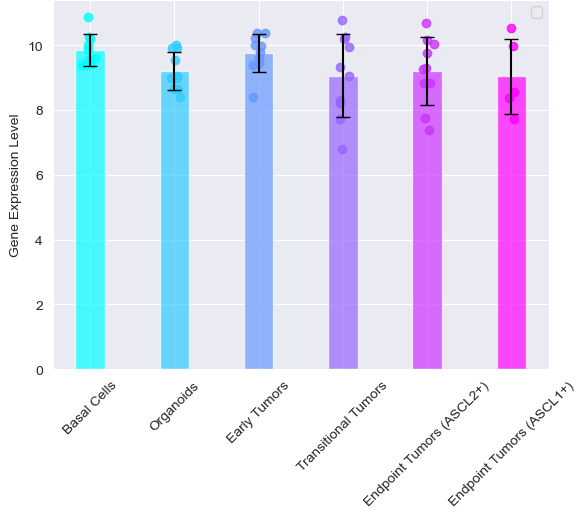 Gene Expression Level
10
8
6
4
2
0
Basal Cells
Organoids
Early Tumors
Transitional Tumors
Endpoint Tumors (ASCL2+)
Endpoint Tumors (ASCL1+)